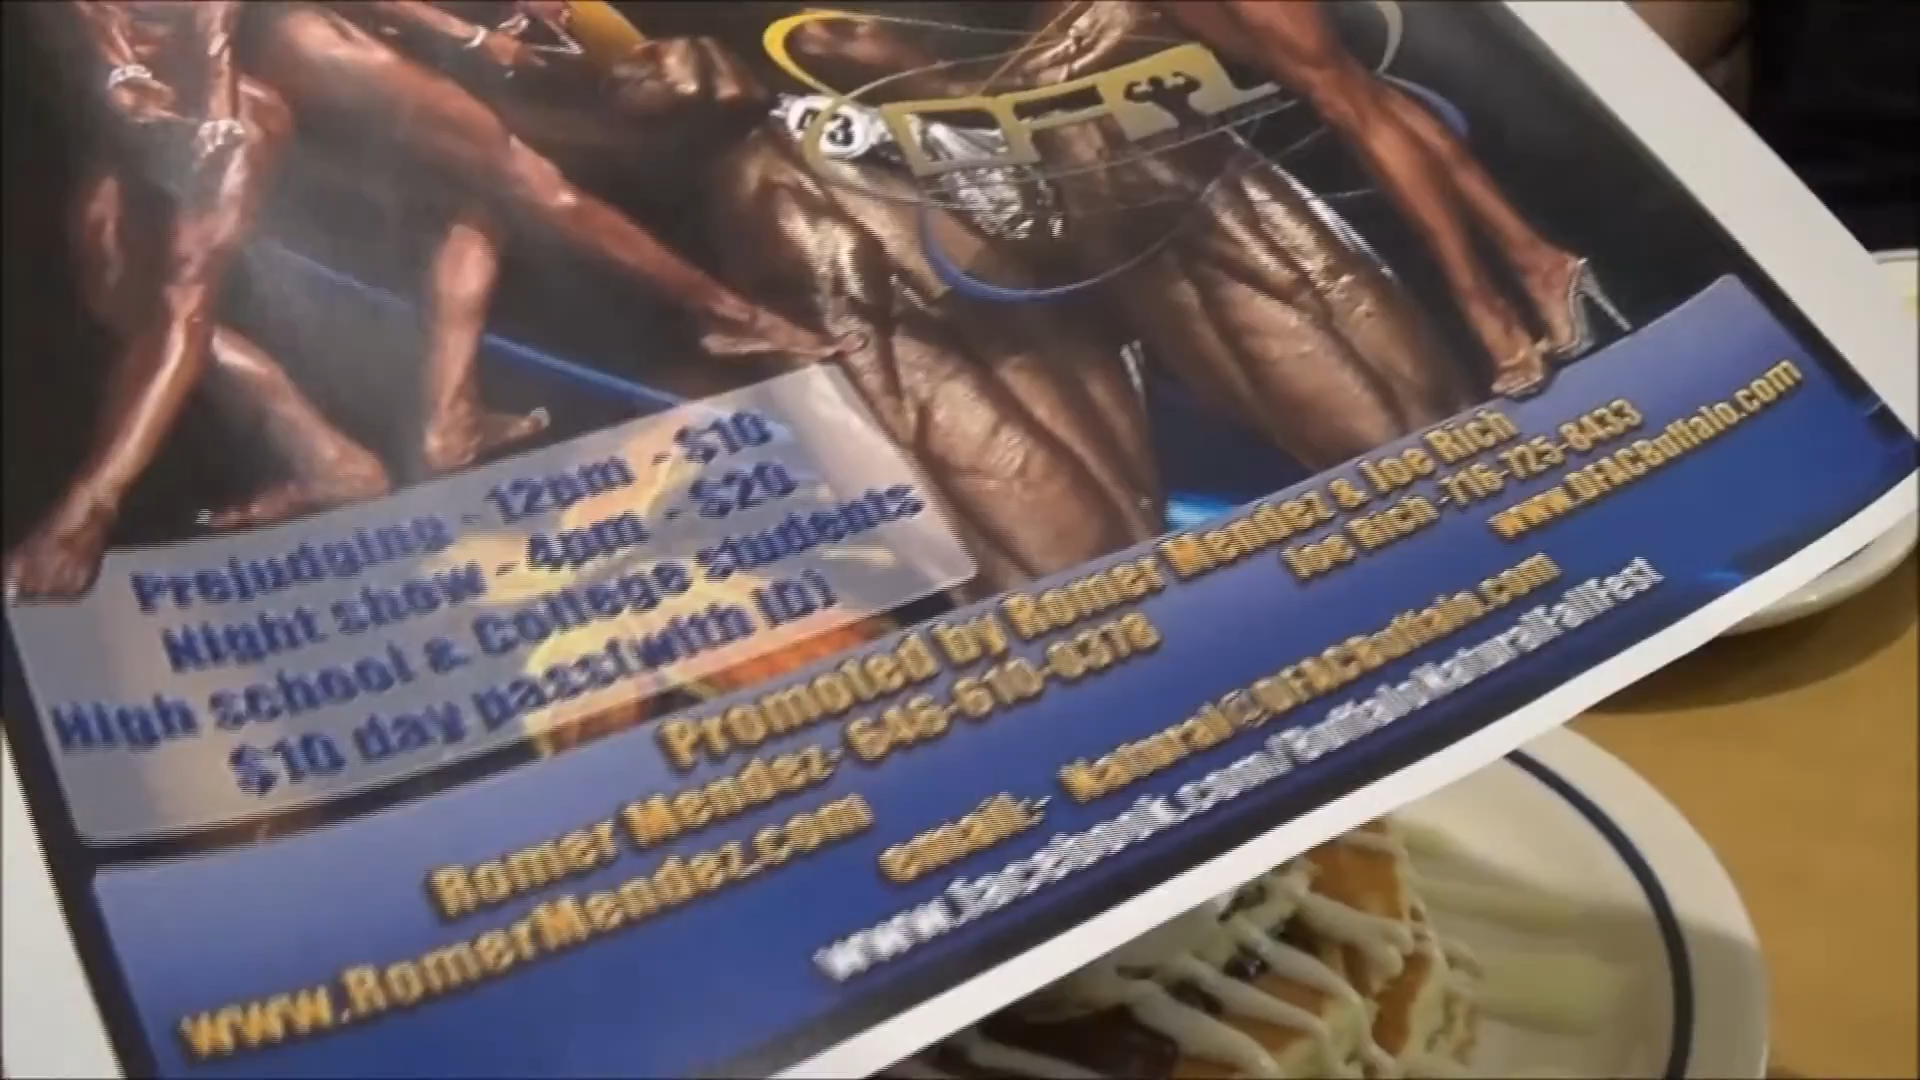 Prejudging - 12pm - $10
Night show - 4pm - $20
High school & College students
$10 day pass(with ID)
Promoted by Romer Mendez & Joe Rich
Romer Mendez- 646-610-0378
Joe Rich -716-725-8433
www.RomerMendez.com
www.DFACBuffalo.com
email:- Natural@DFACBuffalo.com
www.facebook.com/BuffaloNaturalFallFest